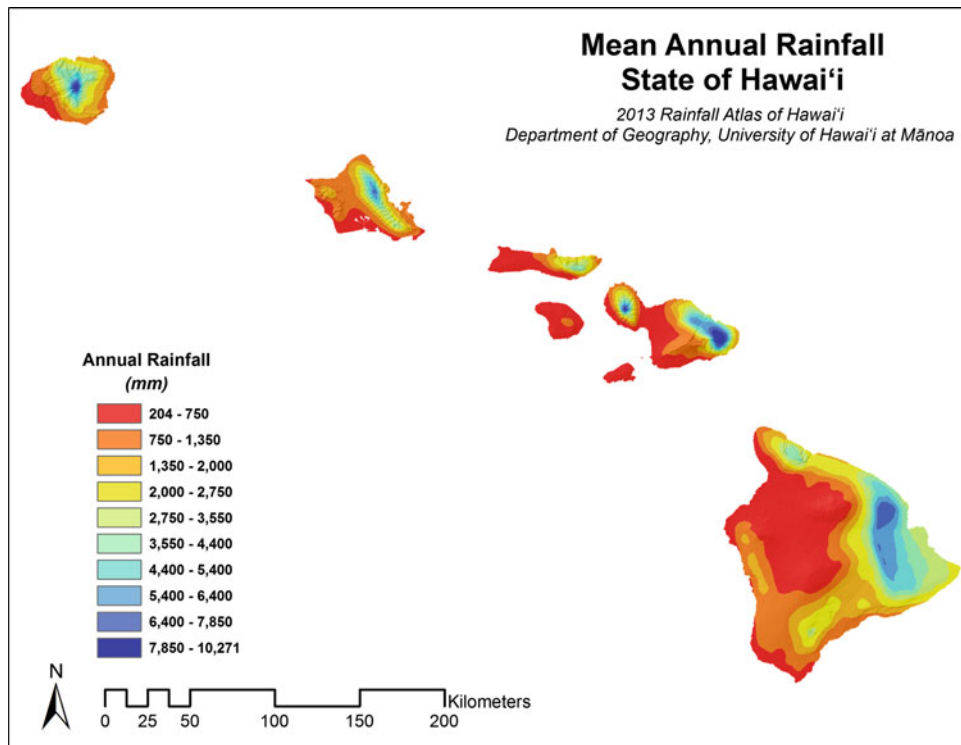 Mean Annual Rainfall
State of Hawai‘i
2013 Rainfall Atlas of Hawai‘i
Department of Geography, University of Hawai‘i at Mānoa
Annual Rainfall
(mm)
204 - 750
750 - 1,350
1,350 - 2,000
2,000 - 2,750
2,750 - 3,550
3,550 - 4,400
4,400 - 5,400
5,400 - 6,400
6,400 - 7,850
7,850 - 10,271
N
Kilometers
0 25 50 100 150 200